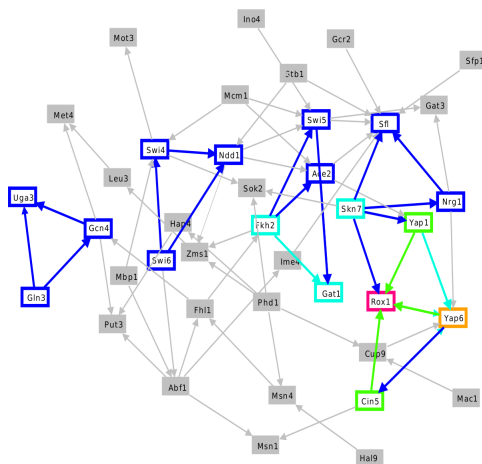 Ino4
Mot3
Gcr2
Stb1
Sfp1
Mcm1
Gat3
Met4
Swi5
Sfl
Swi4
Ndd1
Leu3
Ace2
Sok2
Uga3
Skn7
Nrg1
Hap4
Fkh2
Yap1
Gcn4
Zms1
Swi6
Ime4
Mbp1
Gln3
Gat1
Phd1
Rox1
Fhl1
Put3
Yap6
Cup9
Abf1
Msn4
Cin5
Mac1
Msn1
Hal9